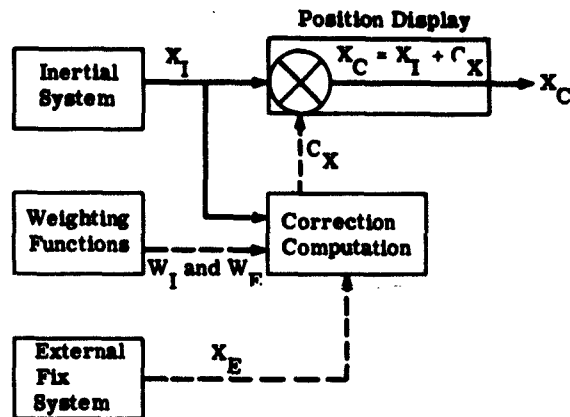 Position Display
Inertial
System
X_I
X_C = X_I + C_X
X_C
C_X
Weighting
Functions
W_I and W_E
Correction
Computation
External
Fix
System
X_E